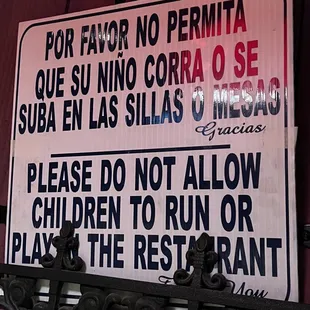 POR FAVOR NO PERMITA
QUE SU NIÑO CORRA O SE
SUBA EN LAS SILLAS O MESAS
Gracias
PLEASE DO NOT ALLOW
CHILDREN TO RUN OR
THE RESTAURANT
You